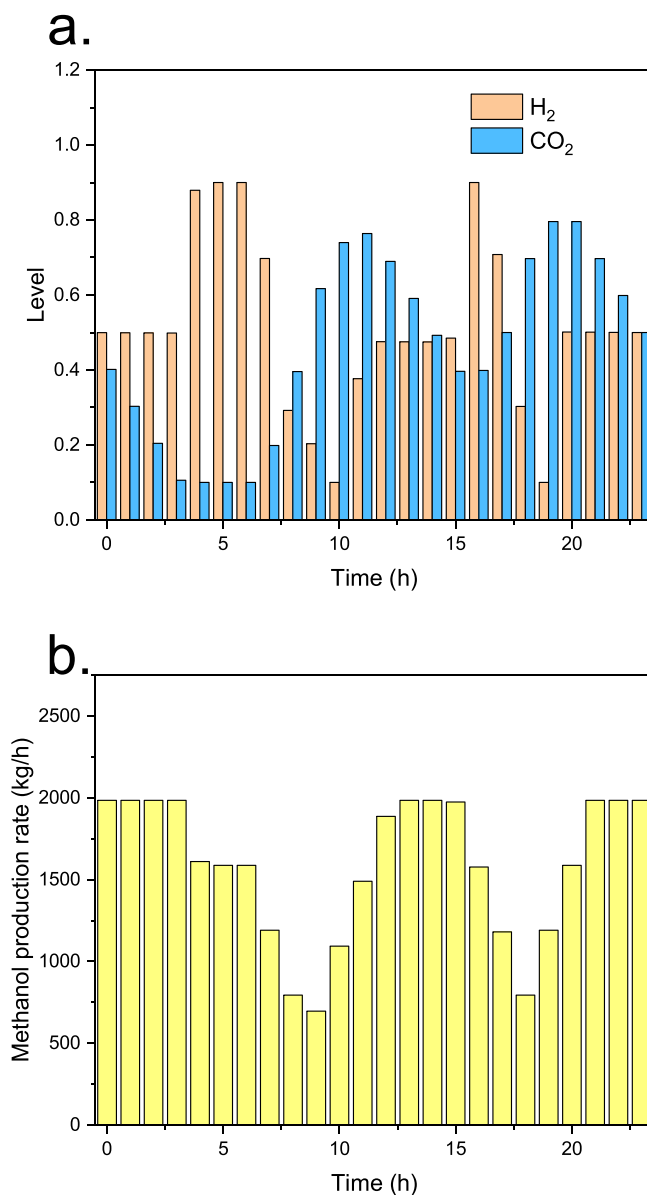 a.
1.2
1.0
0.8
0.6
0.4
0.2
0.0
Level
H₂
CO₂
0 5 10 15 20
Time (h)
b.
2500
2000
1500
1000
500
0
Methanol production rate (kg/h)
0 5 10 15 20
Time (h)